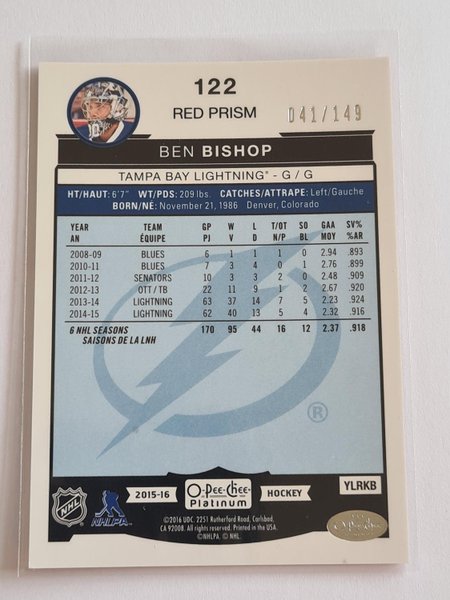 122
RED PRISM
041/149
BEN BISHOP
TAMPA BAY LIGHTNING® - G / G
HT/HAUT: 6'7" WT/PDS: 209 lbs. CATCHES/ATTRAPE: Left/Gauche
BORN/NÉ: November 21, 1986 Denver, Colorado
YEAR TEAM GP W L T/OT SO GAA SV%
AN ÉQUIPE PJ V D N/P BL MOY %AR
2008-09 BLUES 6 1 1 1 0 2.94 .893
2010-11 BLUES 7 3 4 0 1 2.76 .899
2011-12 SENATORS 10 3 3 2 0 2.48 .909
2012-13 OTT / TB 22 11 9 1 2 2.67 .920
2013-14 LIGHTNING 63 37 14 7 5 2.23 .924
2014-15 LIGHTNING 62 40 13 5 4 2.32 .916
6 NHL SEASONS 170 95 44 16 12 2.37 .918
SAISONS DE LA LNH
®
NHL
NHLPA
2015-16
O-Pee-Chee
Platinum
HOCKEY
YLRKB
©2016 UDC. 2251 Rutherford Road, Carlsbad,
CA 92008. All rights reserved. Printed in the USA.
©NHLPA. © NHL.